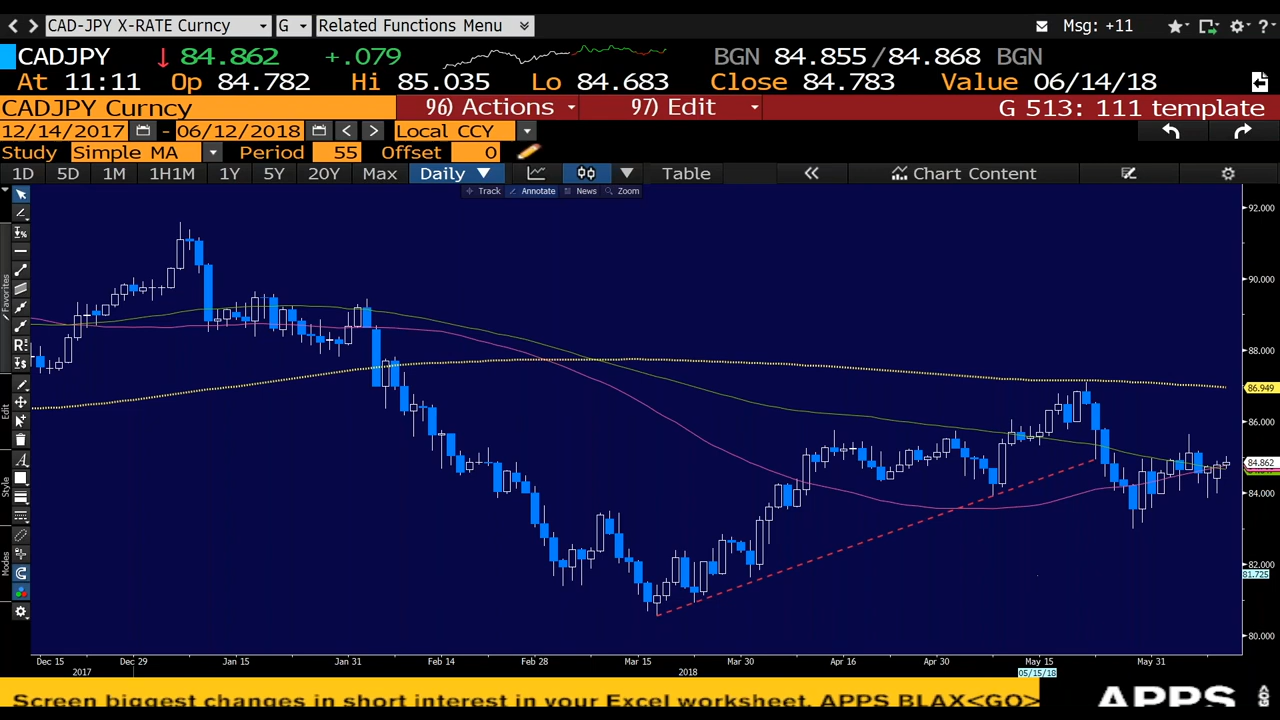 CAD-JPY X-RATE Curncy G Related Functions Menu Msg: +11
CADJPY 84.862 +.079 BGN 84.855 / 84.868 BGN
At 11:11 Op 84.782 Hi 85.035 Lo 84.683 Close 84.783 Value 06/14/18
CADJPY Curncy 96) Actions 97) Edit G 513: 111 template
12/14/2017 - 06/12/2018 Local CCY
Study Simple MA Period 55 Offset 0
1D 5D 1M 1H1M 1Y 5Y 20Y Max Daily Table Chart Content
Track Annotate News Zoom
Favorites
Edit
Style
Modes
92.000
90.000
88.000
86.949
86.000
84.862
84.000
82.000
81.725
80.000
Dec 15 Dec 29 Jan 15 Jan 31 Feb 14 Feb 28 Mar 15 Mar 30 Apr 16 Apr 30 May 15 May 31
2017 2018 05/15/18
Screen biggest changes in short interest in your Excel worksheet. APPS BLAX<GO> APPS GO